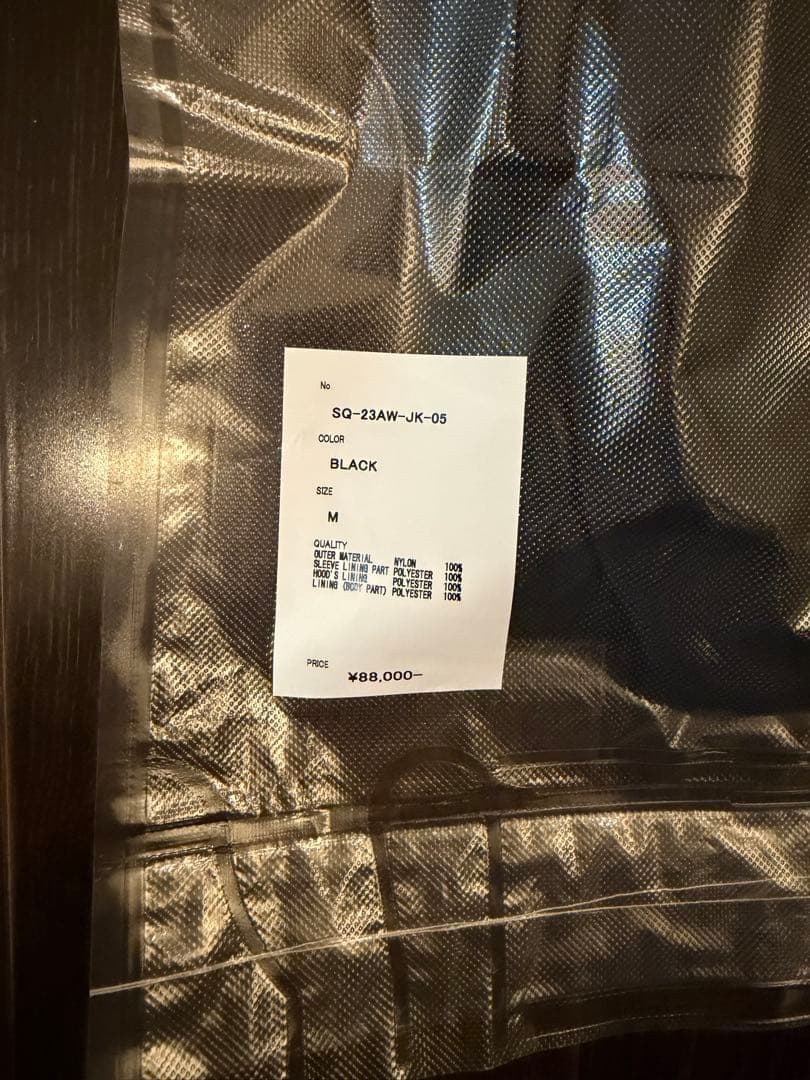 No
SQ-23AW-JK-05
COLOR
BLACK
SIZE
M
QUALITY
OUTER MATERIAL NYLON 100%
SLEEVE LINING PART POLYESTER 100%
HOOD'S LINING POLYESTER 100%
LINING (BODY PART) POLYESTER 100%
PRICE
¥88,000−